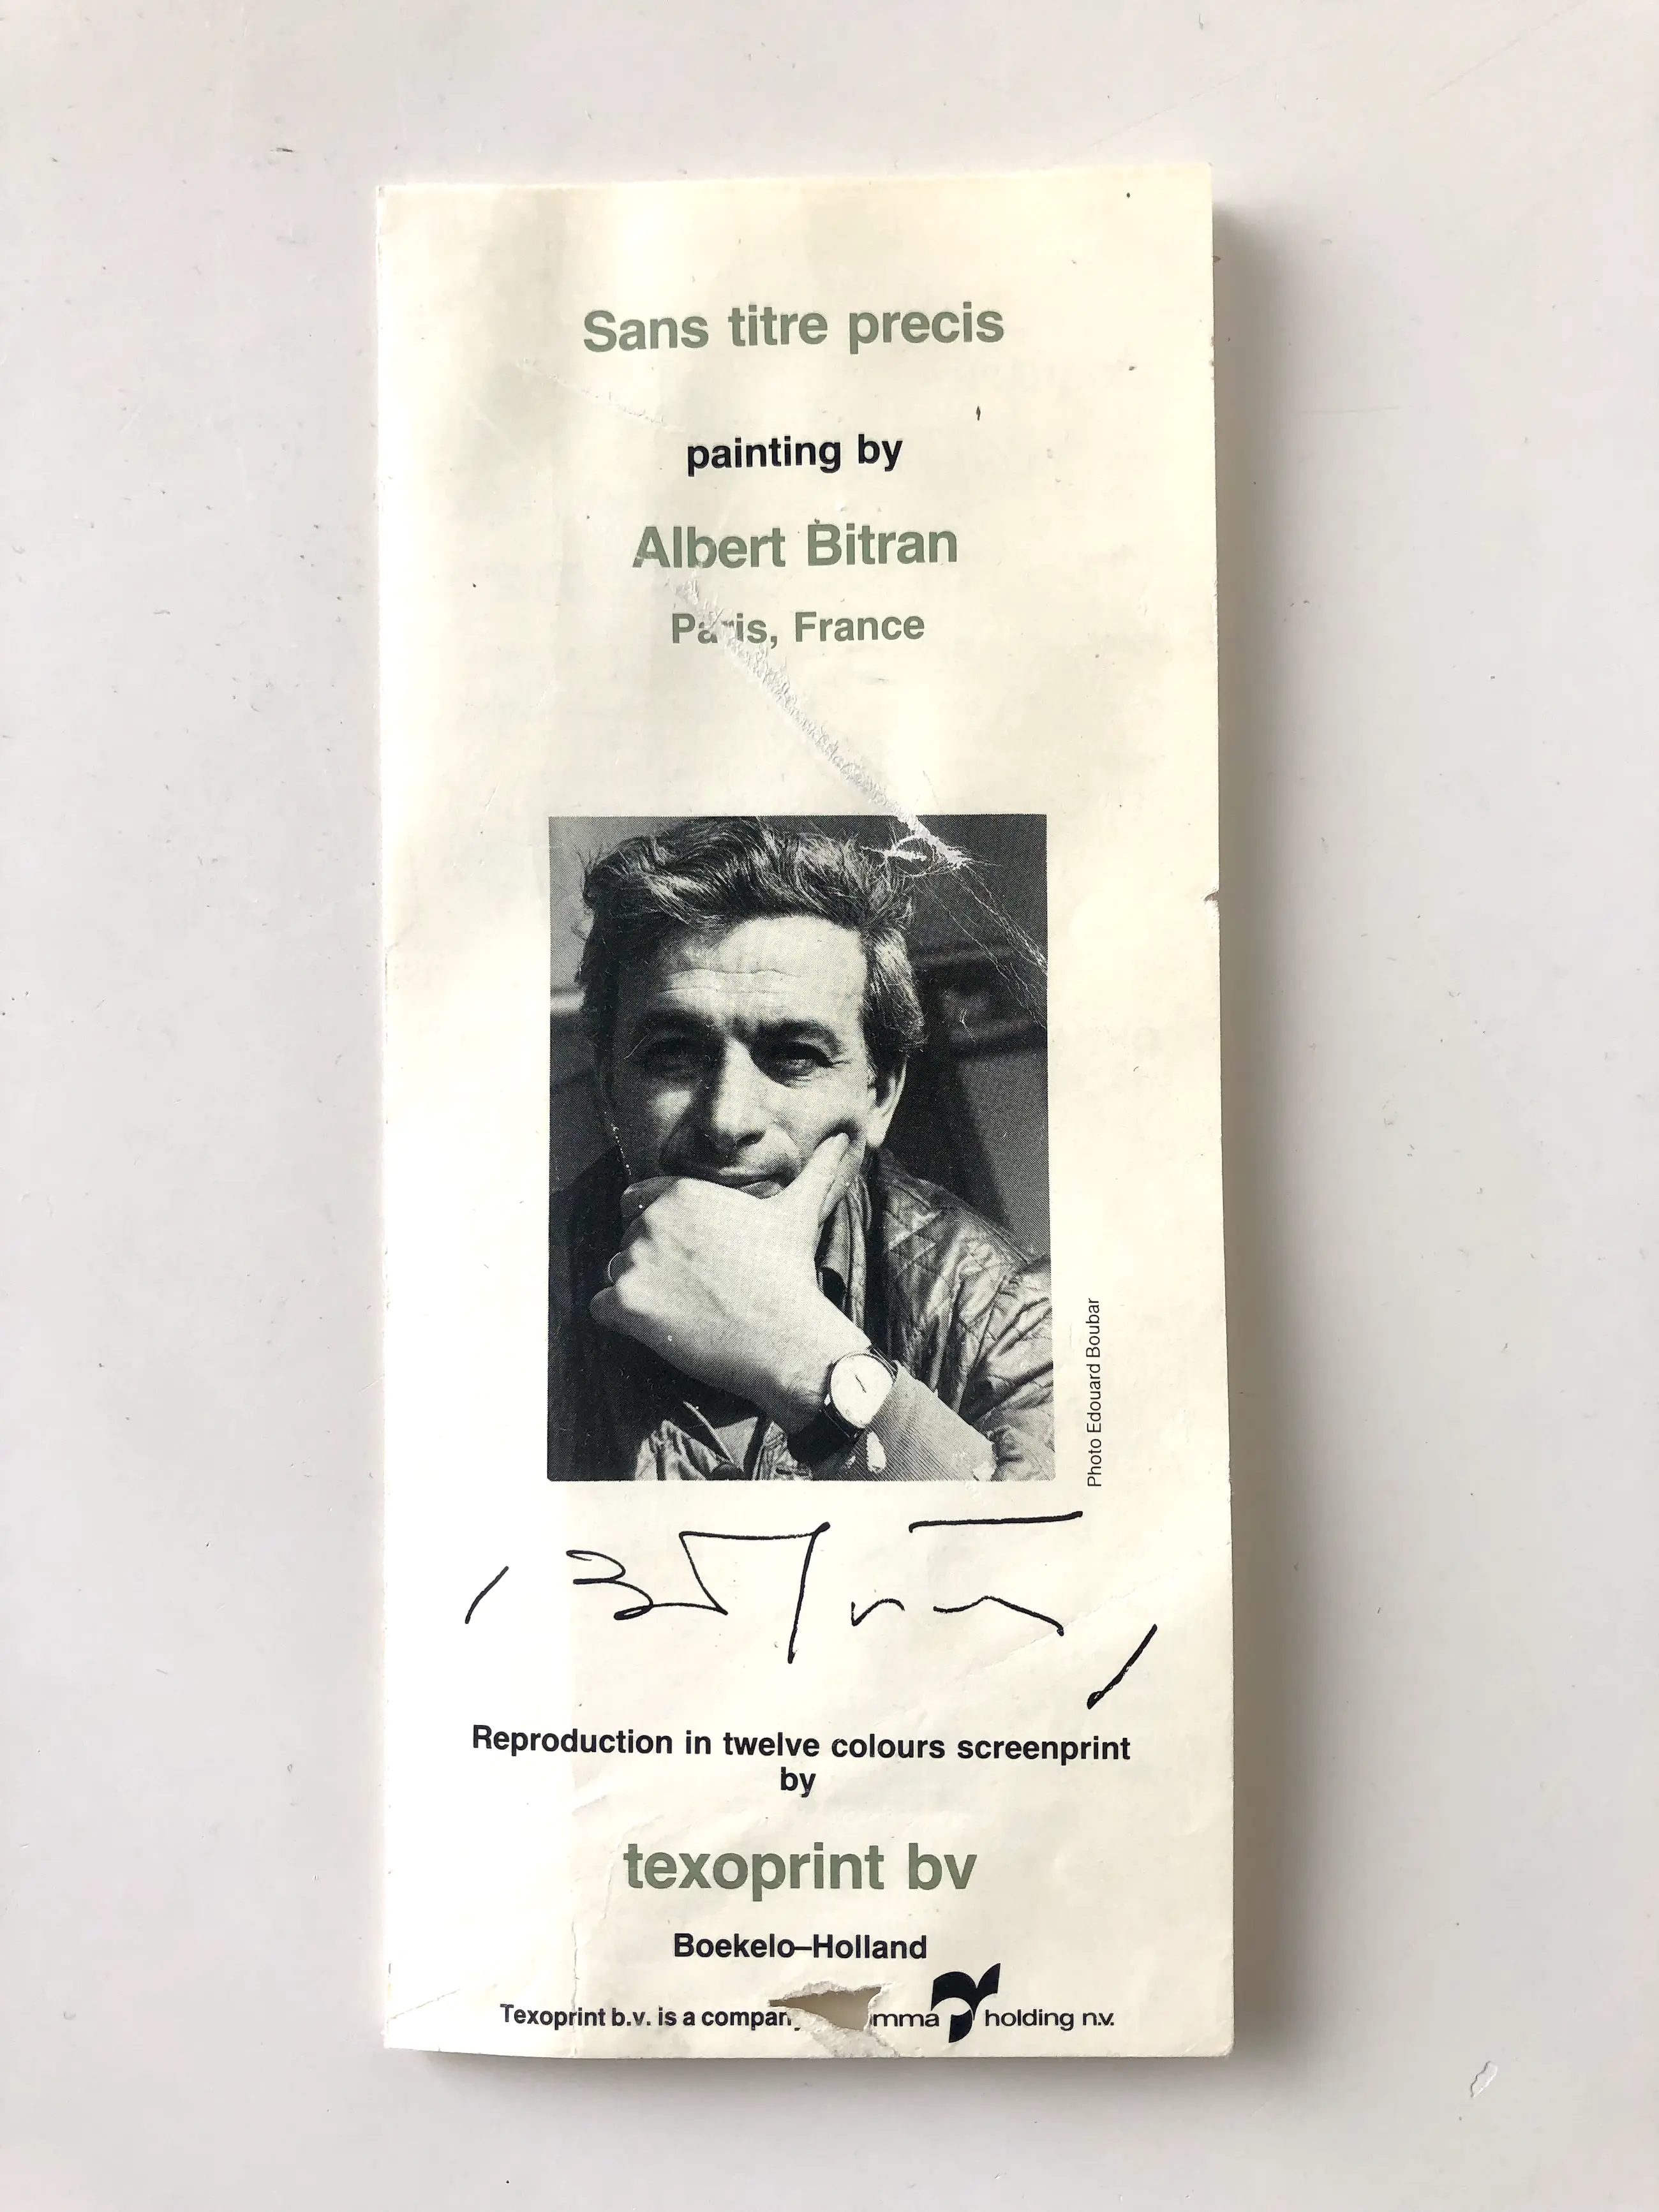 Sans titre precis
painting by
Albert Bitran
Paris, France
Photo Edouard Boubar
Bitran
Reproduction in twelve colours screenprint
by
texoprint bv
Boekelo–Holland
Texoprint b.v. is a holding n.v.